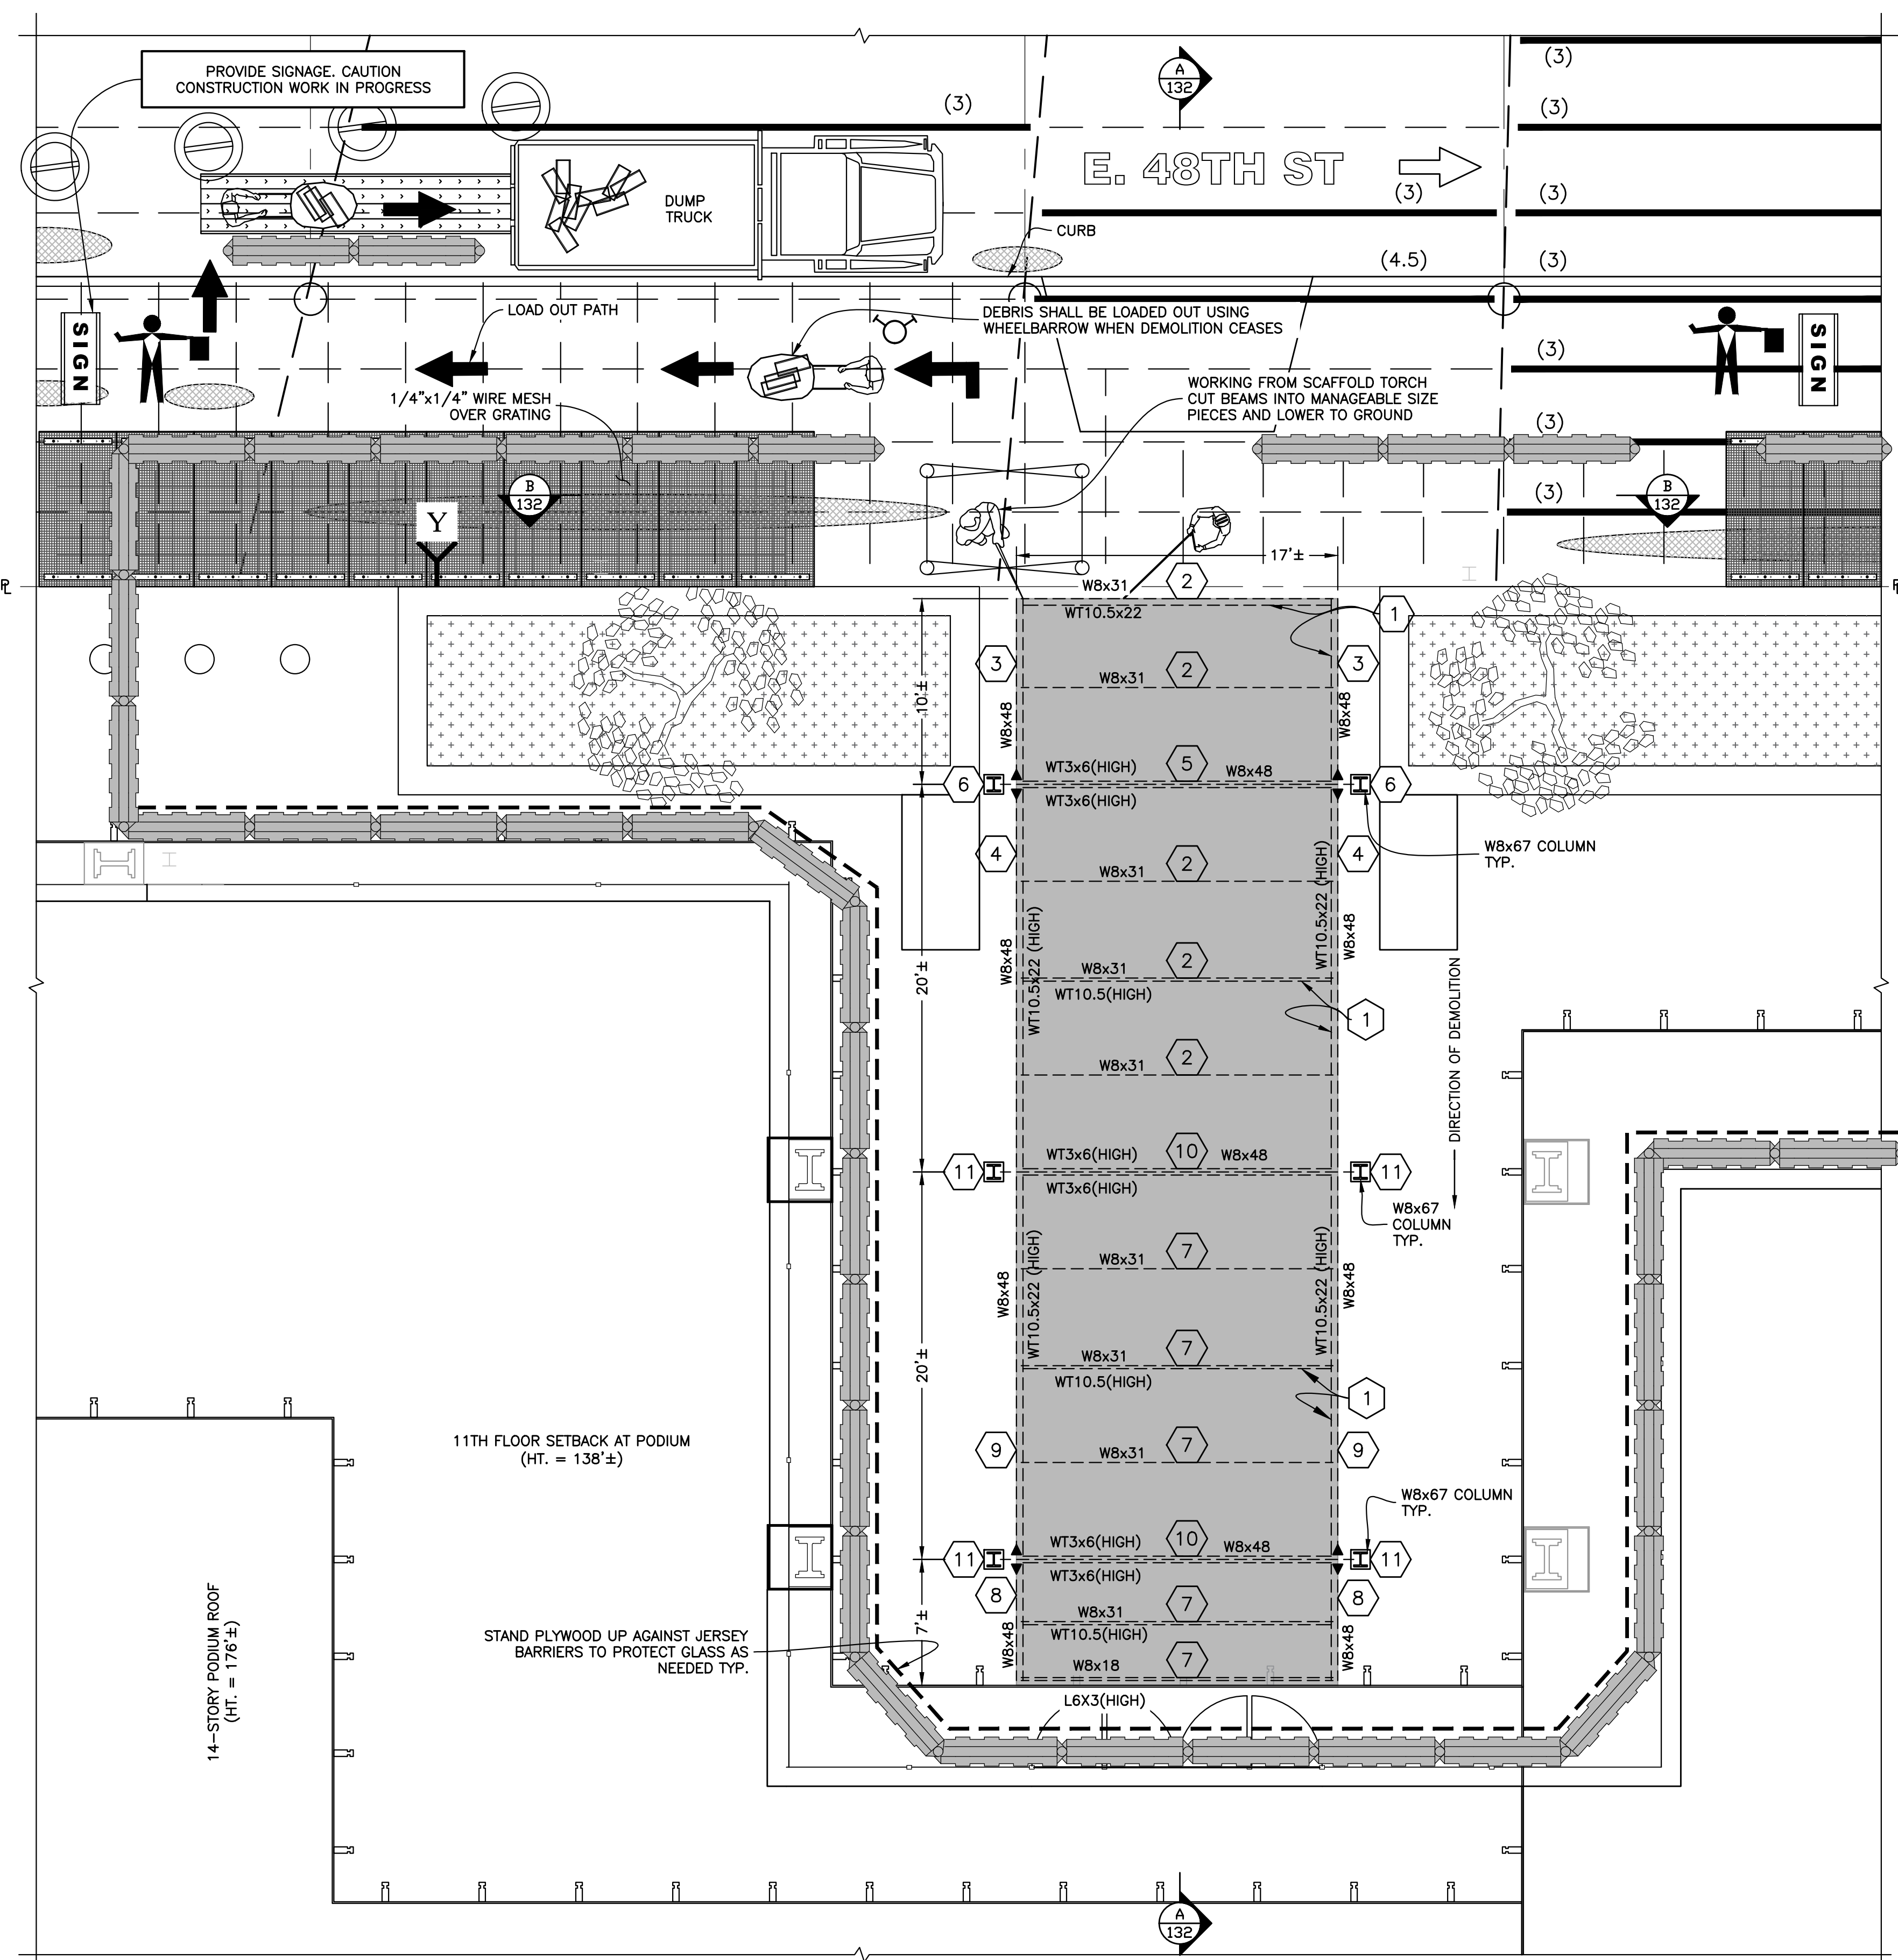 PROVIDE SIGNAGE. CAUTION
CONSTRUCTION WORK IN PROGRESS
(3)
A
132
(3)
(3)
E. 48TH ST
(3)
(3)
DUMP
TRUCK
CURB
(4.5)
(3)
SIGN
LOAD OUT PATH
DEBRIS SHALL BE LOADED OUT USING
WHEELBARROW WHEN DEMOLITION CEASES
(3)
SIGN
1/4"x1/4" WIRE MESH
OVER GRATING
WORKING FROM SCAFFOLD TORCH
CUT BEAMS INTO MANAGEABLE SIZE
PIECES AND LOWER TO GROUND
(3)
B
132
Y
(3)
B
132
17'±
W8x31
2
WT10.5x22
1
3
3
10'±
W8x31
2
W8x48
W8x48
WT3x6(HIGH)
5
W8x48
6
6
WT3x6(HIGH)
4
4
W8x67 COLUMN
TYP.
W8x31
2
20'±
W8x48
WT10.5x22 (HIGH)
WT10.5x22 (HIGH)
W8x48
W8x31
2
WT10.5(HIGH)
1
DIRECTION OF DEMOLITION
W8x31
2
WT3x6(HIGH)
10
W8x48
11
11
WT3x6(HIGH)
W8x67
COLUMN
TYP.
W8x31
7
W8x48
WT10.5x22 (HIGH)
WT10.5x22 (HIGH)
W8x48
20'±
W8x31
7
WT10.5(HIGH)
1
11TH FLOOR SETBACK AT PODIUM
(HT. = 138'±)
9
W8x31
7
9
W8x67 COLUMN
TYP.
WT3x6(HIGH)
10
W8x48
11
11
WT3x6(HIGH)
8
8
7'±
W8x31
7
WT10.5(HIGH)
W8x48
W8x48
W8x18
7
14-STORY PODIUM ROOF
(HT. = 176'±)
STAND PLYWOOD UP AGAINST JERSEY
BARRIERS TO PROTECT GLASS AS
NEEDED TYP.
L6X3(HIGH)
A
132